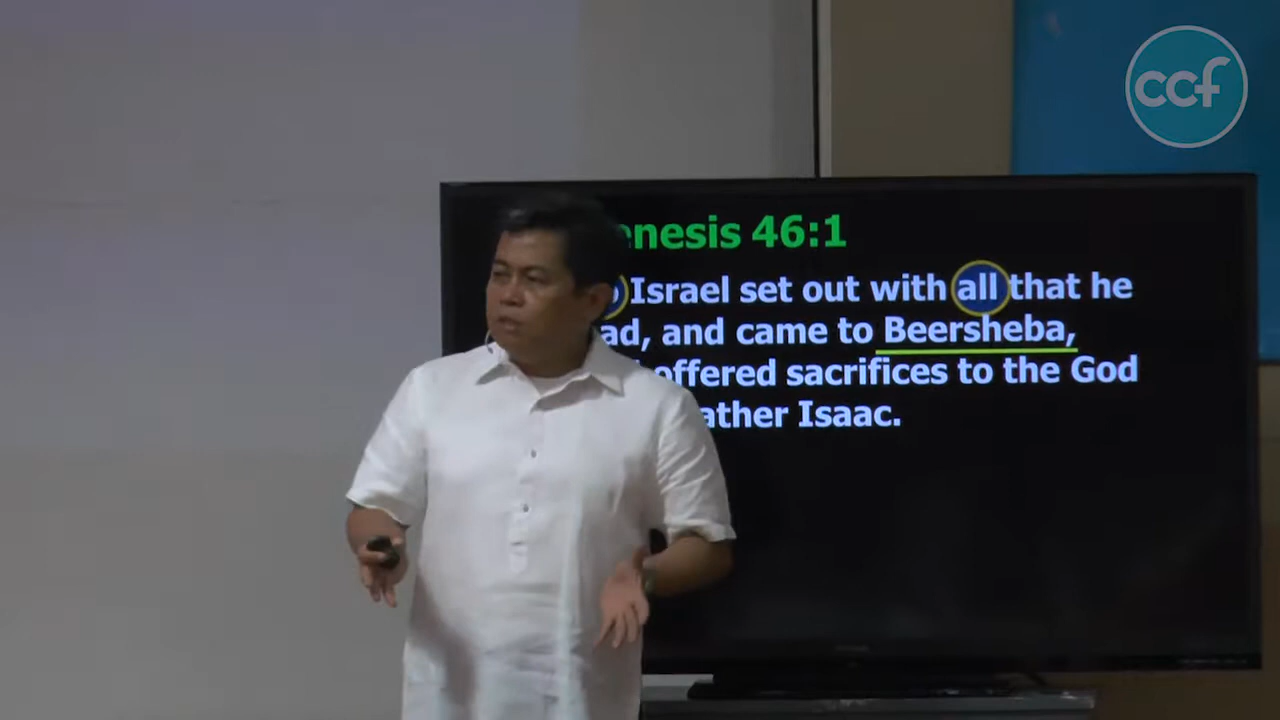 ccf
enesis 46:1
Israel set out with all that he
ad, and came to Beersheba,
offered sacrifices to the God
ather Isaac.